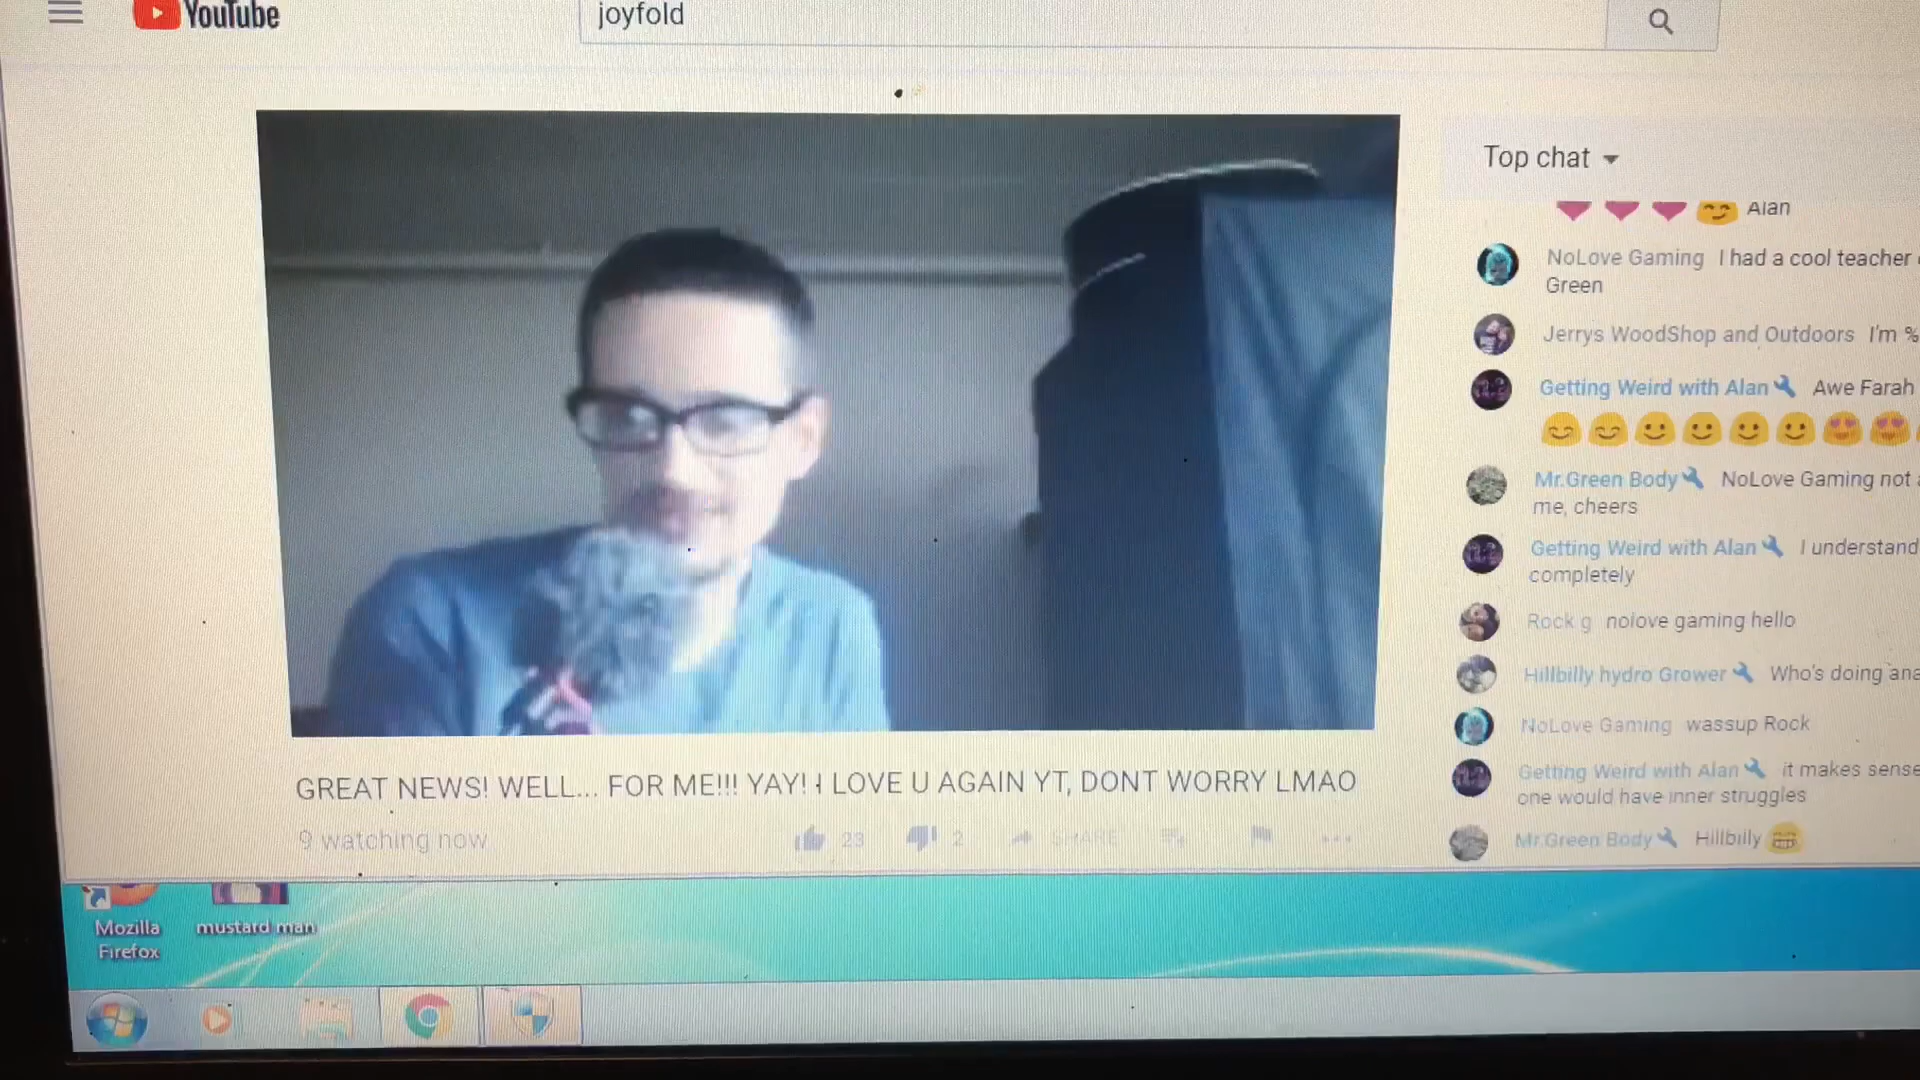 YouTube
joyfold
Top chat
Alan
NoLove Gaming I had a cool teacher
Green
Jerrys WoodShop and Outdoors I'm %
Getting Weird with Alan Awe Farah
Mr.Green Body NoLove Gaming not
me, cheers
Getting Weird with Alan I understand
completely
Rock g nolove gaming hello
Hillbilly hydro Grower Who's doing
NoLove Gaming wassup Rock
Getting Weird with Alan it makes sense
one would have inner struggles
Mr.Green Body Hillbilly
GREAT NEWS! WELL... FOR ME!!! YAY! I LOVE U AGAIN YT, DONT WORRY LMAO
9 watching now 23 2 SHARE
Mozilla
Firefox
mustard man